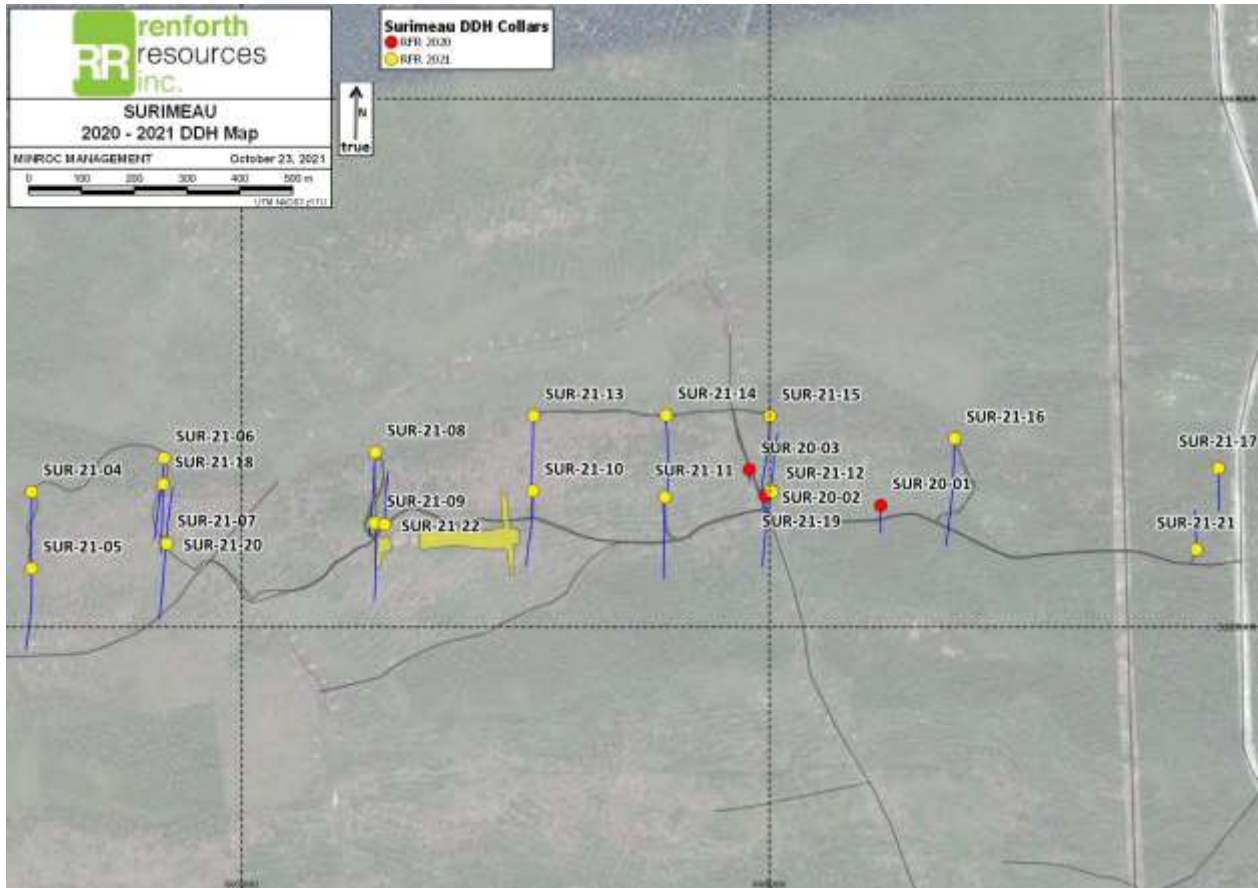 RR
renforth
resources
inc.
SURIMEAU
2020 - 2021 DDH Map
MINROC MANAGEMENT October 23, 2021
0 100 200 300 400 500 m
Surimeau DDH Collars
RFR 2020
RFR 2021
N
true
SUR-21-13
SUR-21-14
SUR-21-15
SUR-21-16
SUR-21-08
SUR-21-06
SUR-21-18
SUR-20-03
SUR-21-17
SUR-21-04
SUR-21-10
SUR-21-11
SUR-21-12
SUR-20-01
SUR-20-02
SUR-21-09
SUR-21-07
SUR-21-22
SUR-21-19
SUR-21-21
SUR-21-05
SUR-21-20